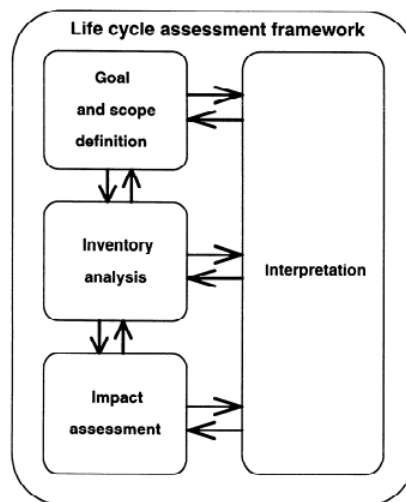 Life cycle assessment framework
Goal
and scope
definition
Inventory
analysis
Interpretation
Impact
assessment